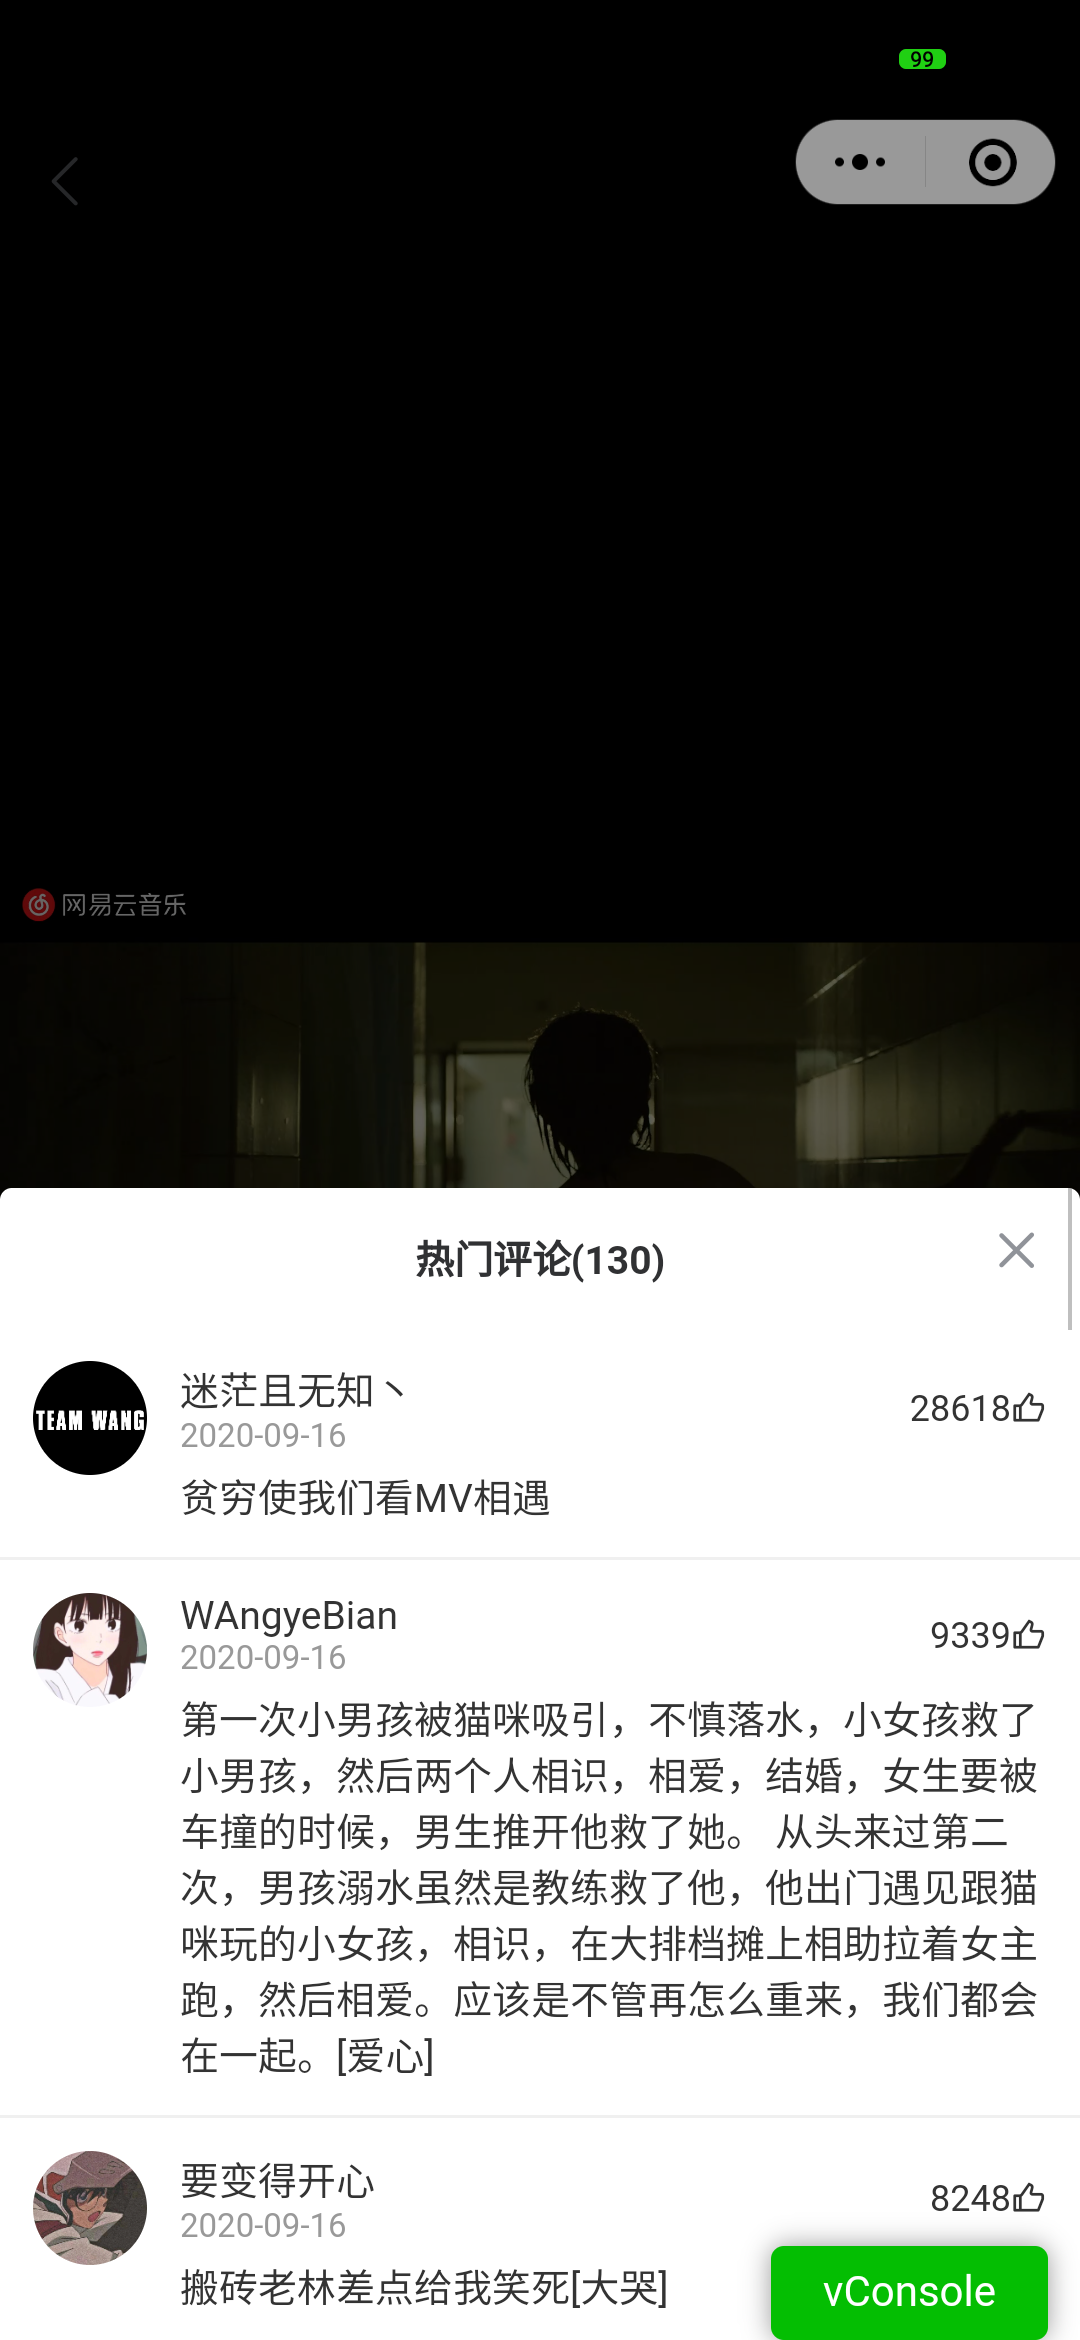 99
网易云音乐
热门评论(130)
TEAM WANG
迷茫且无知丶
28618
2020-09-16
贫穷使我们看MV相遇
WAngyeBian
9339
2020-09-16
第一次小男孩被猫咪吸引，不慎落水，小女孩救了
小男孩，然后两个人相识，相爱，结婚，女生要被
车撞的时候，男生推开他救了她。 从头来过第二
次，男孩溺水虽然是教练救了他，他出门遇见跟猫
咪玩的小女孩，相识，在大排档摊上相助拉着女主
跑，然后相爱。应该是不管再怎么重来，我们都会
在一起。[爱心]
要变得开心
8248
2020-09-16
搬砖老林差点给我笑死[大哭]
vConsole